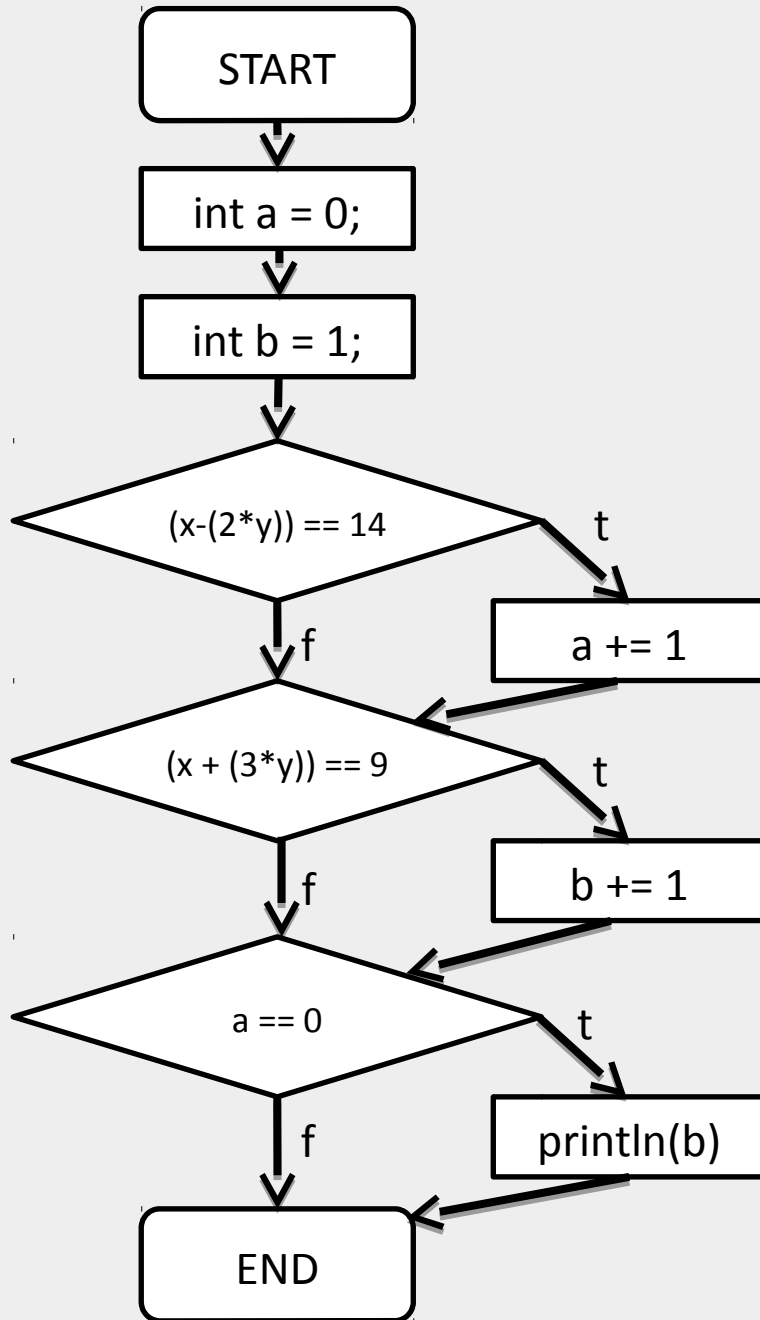 START
int a = 0;
int b = 1;
(x-(2*y)) == 14
t
f
a += 1
(x + (3*y)) == 9
t
f
b += 1
a == 0
t
f
println(b)
END